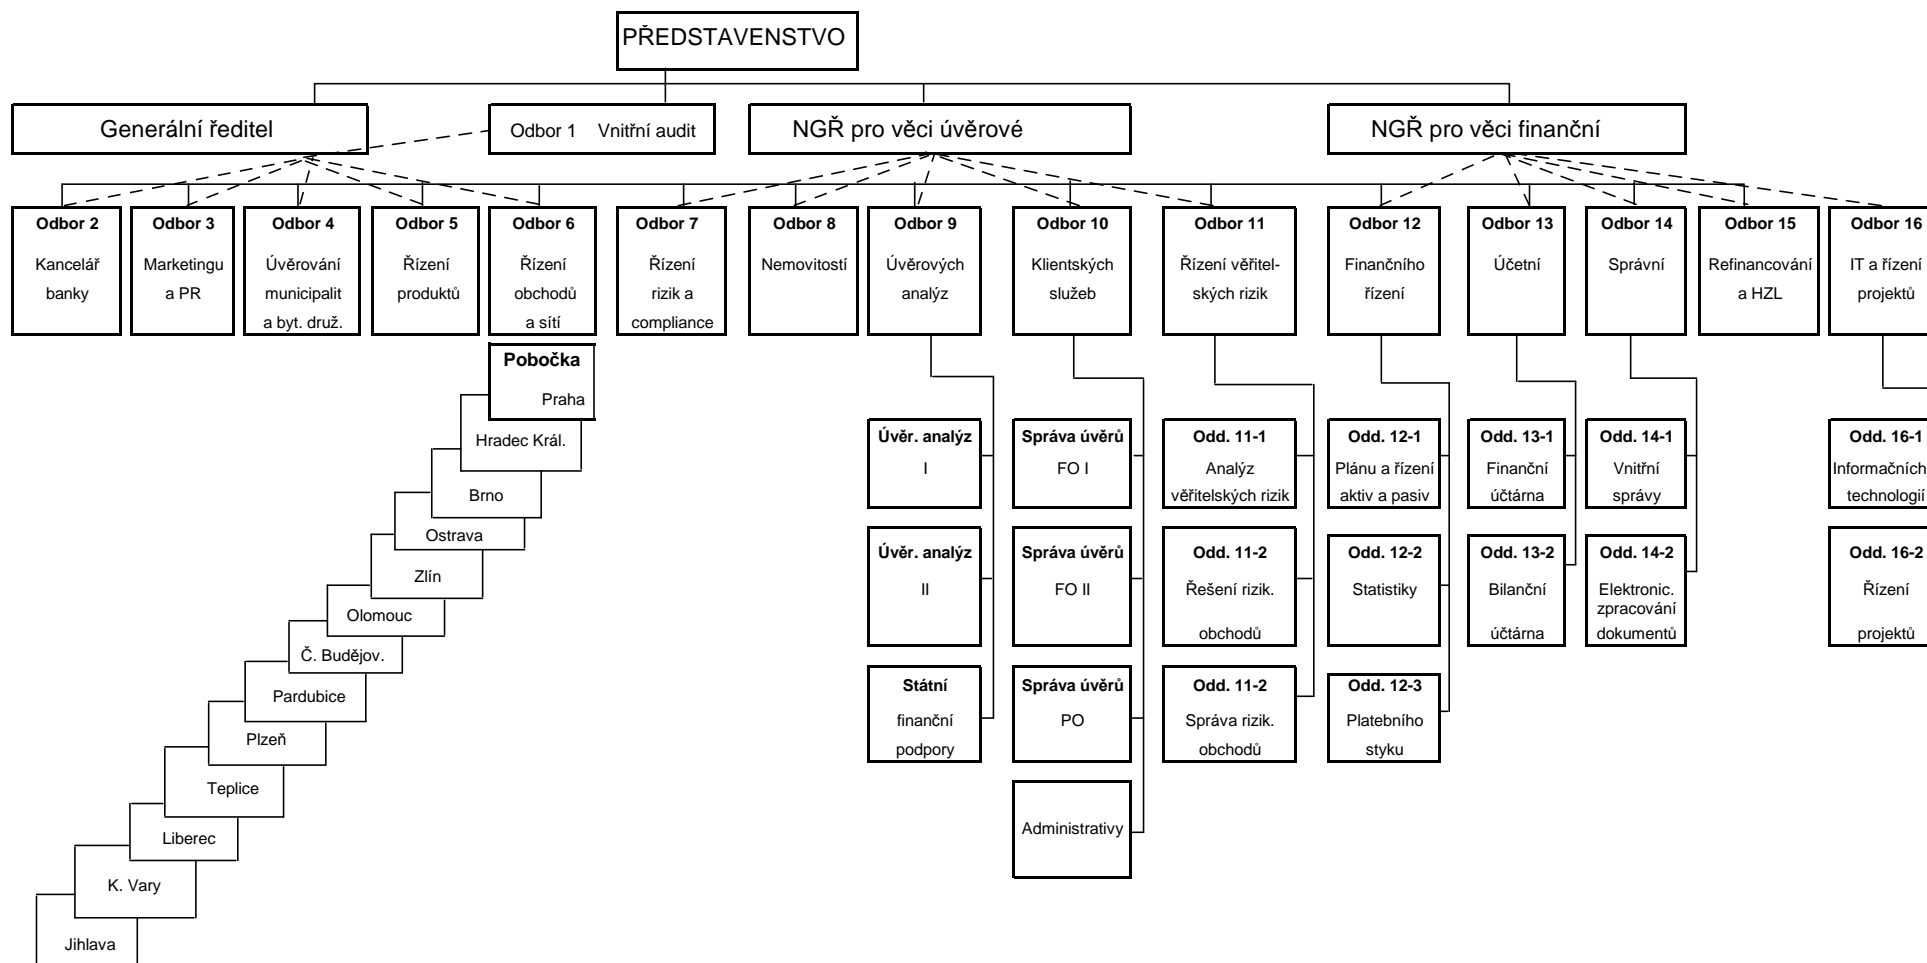 PŘEDSTAVENSTVO
Generální ředitel
Odbor 1 Vnitřní audit
NGŘ pro věci úvěrové
NGŘ pro věci finanční
Odbor 2
Kancelář
banky
Odbor 3
Marketingu
a PR
Odbor 4
Úvěrování
municipalit
a byt. druž.
Odbor 5
Řízení
produktů
Odbor 6
Řízení
obchodů
a sítí
Odbor 7
Řízení
rizik a
compliance
Odbor 8
Nemovitostí
Odbor 9
Úvěrových
analýz
Odbor 10
Klientských
služeb
Odbor 11
Řízení věřitel-
ských rizik
Odbor 12
Finančního
řízení
Odbor 13
Účetní
Odbor 14
Správní
Odbor 15
Refinancování
a HZL
Odbor 16
IT a řízení
projektů
Pobočka
Praha
Hradec Král.
Brno
Ostrava
Zlín
Olomouc
Č. Budějov.
Pardubice
Plzeň
Teplice
Liberec
K. Vary
Jihlava
Úvěr. analýz
I
Úvěr. analýz
II
Státní
finanční
podpory
Správa úvěrů
FO I
Správa úvěrů
FO II
Správa úvěrů
PO
Administrativy
Odd. 11-1
Analýz
věřitelských rizik
Odd. 11-2
Řešení rizik.
obchodů
Odd. 11-2
Správa rizik.
obchodů
Odd. 12-1
Plánu a řízení
aktiv a pasiv
Odd. 12-2
Statistiky
Odd. 12-3
Platebního
styku
Odd. 13-1
Finanční
účtárna
Odd. 13-2
Bilanční
účtárna
Odd. 14-1
Vnitřní
správy
Odd. 14-2
Elektronic.
zpracování
dokumentů
Odd. 16-1
Informačních
technologií
Odd. 16-2
Řízení
projektů